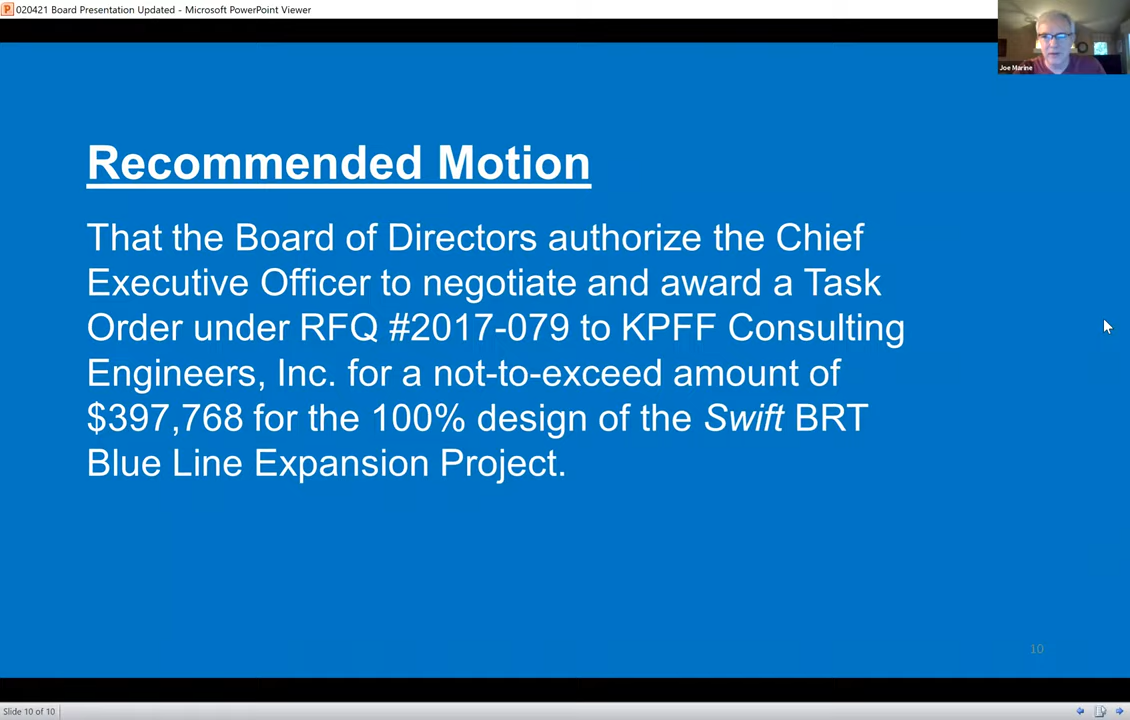 020421 Board Presentation Updated - Microsoft PowerPoint Viewer
Joe Marine
Recommended Motion
That the Board of Directors authorize the Chief
Executive Officer to negotiate and award a Task
Order under RFQ #2017-079 to KPFF Consulting
Engineers, Inc. for a not-to-exceed amount of
$397,768 for the 100% design of the Swift BRT
Blue Line Expansion Project.
10
Slide 10 of 10